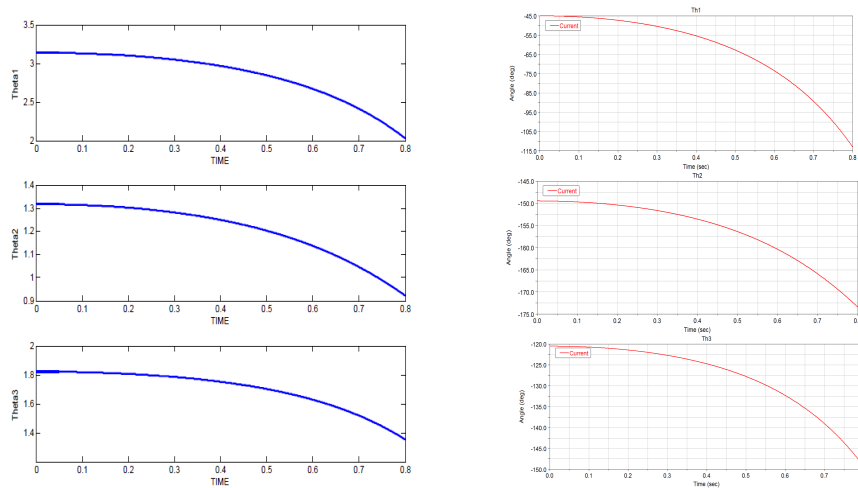 3.5
3
2.5
2
Theta1
0 0.1 0.2 0.3 0.4 0.5 0.6 0.7 0.8
TIME
1.4
1.3
1.2
1.1
1
0.9
Theta2
0 0.1 0.2 0.3 0.4 0.5 0.6 0.7 0.8
TIME
2
1.8
1.6
1.4
Theta3
0 0.1 0.2 0.3 0.4 0.5 0.6 0.7 0.8
TIME
Th1
Current
-45.0
-55.0
-65.0
-75.0
-85.0
-95.0
-105.0
-115.0
Angle (deg)
0.0 0.1 0.2 0.3 0.4 0.5 0.6 0.7 0.8
Time (sec)
Th2
Current
-145.0
-150.0
-155.0
-160.0
-165.0
-170.0
-175.0
Angle (deg)
0.0 0.1 0.2 0.3 0.4 0.5 0.6 0.7 0.8
Time (sec)
Th3
Current
-120.0
-125.0
-130.0
-135.0
-140.0
-145.0
-150.0
Angle (deg)
0.0 0.1 0.2 0.3 0.4 0.5 0.6 0.7
Time (sec)